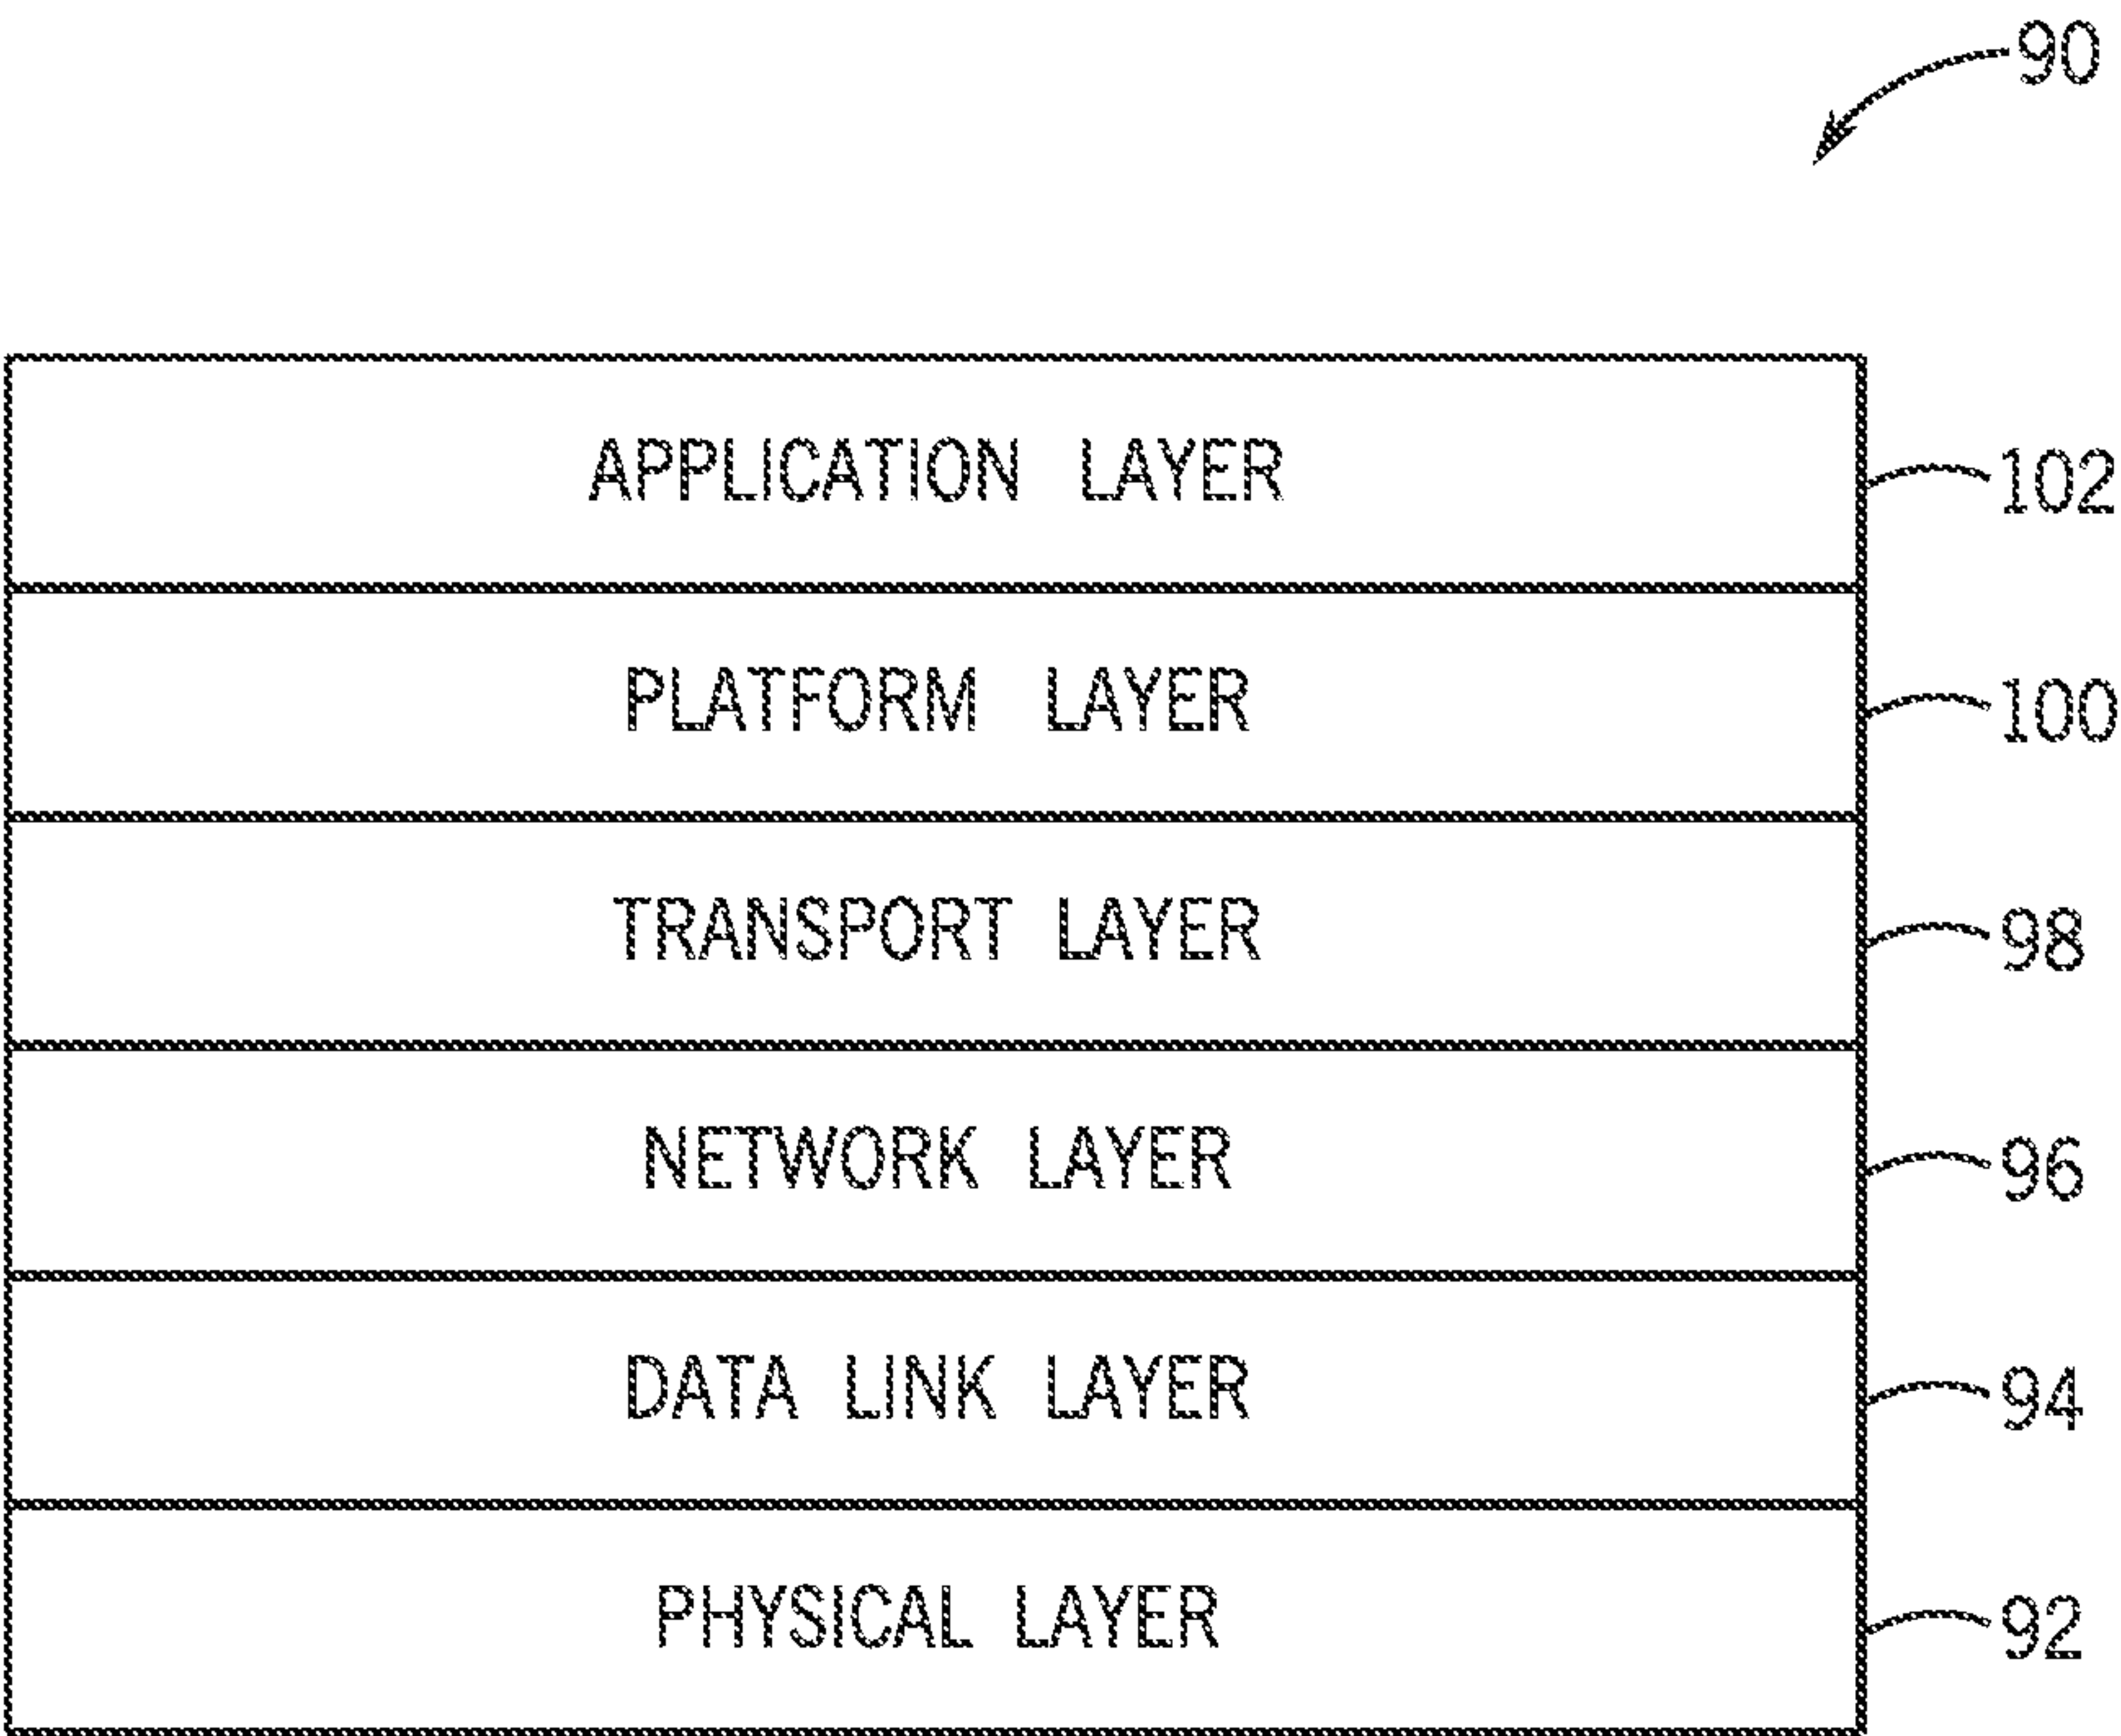 90
APPLICATION LAYER 102
PLATFORM LAYER 100
TRANSPORT LAYER 98
NETWORK LAYER 96
DATA LINK LAYER 94
PHYSICAL LAYER 92